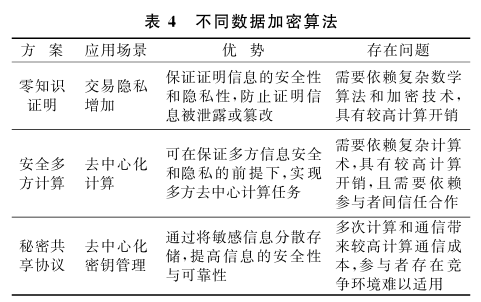 表 4 不同数据加密算法
方 案 应用场景 优 势 存在问题
零知识
证明
交易隐私
增加
保证证明信息的安全性
和隐私性,防止证明信
息被泄露或篡改
需要依赖复杂数学
算法和加密技术,
具有较高计算开销
安全多
方计算
去中心化
计算
可在保证多方信息安全
和隐私的前提下,实现
多方去中心计算任务
需要依赖复杂计算
术,具有较高计算
开销,且需要依赖
参与者间信任合作
秘密共
享协议
去中心化
密钥管理
通过将敏感信息分散存
储,提高信息的安全性
与可靠性
多次计算和通信带
来较高计算通信成
本,参与者存在竞
争环境难以适用